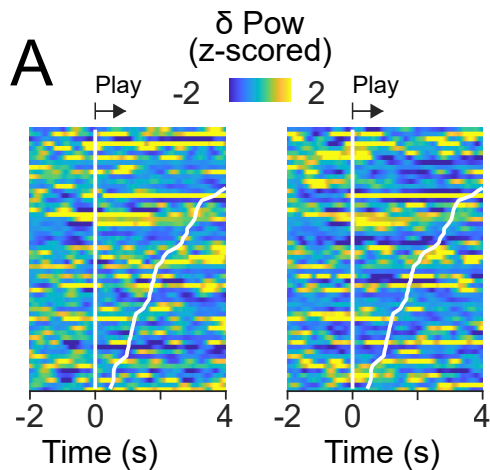 A
δ Pow
(z-scored)
-2 2
Play Play
-2 0 4 -2 0 4
Time (s) Time (s)